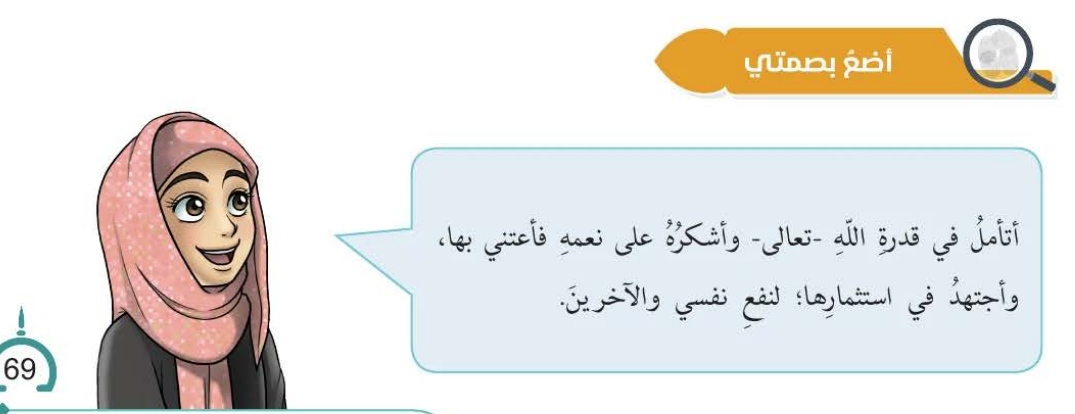 أضعُ بصمتي
أتأملُ في قدرةِ اللّهِ -تعالى- وأشكرُهُ على نعمهِ فأعتني بها،
وأجتهدُ في استثمارِها؛ لنفعِ نفسي والآخرينَ.
69